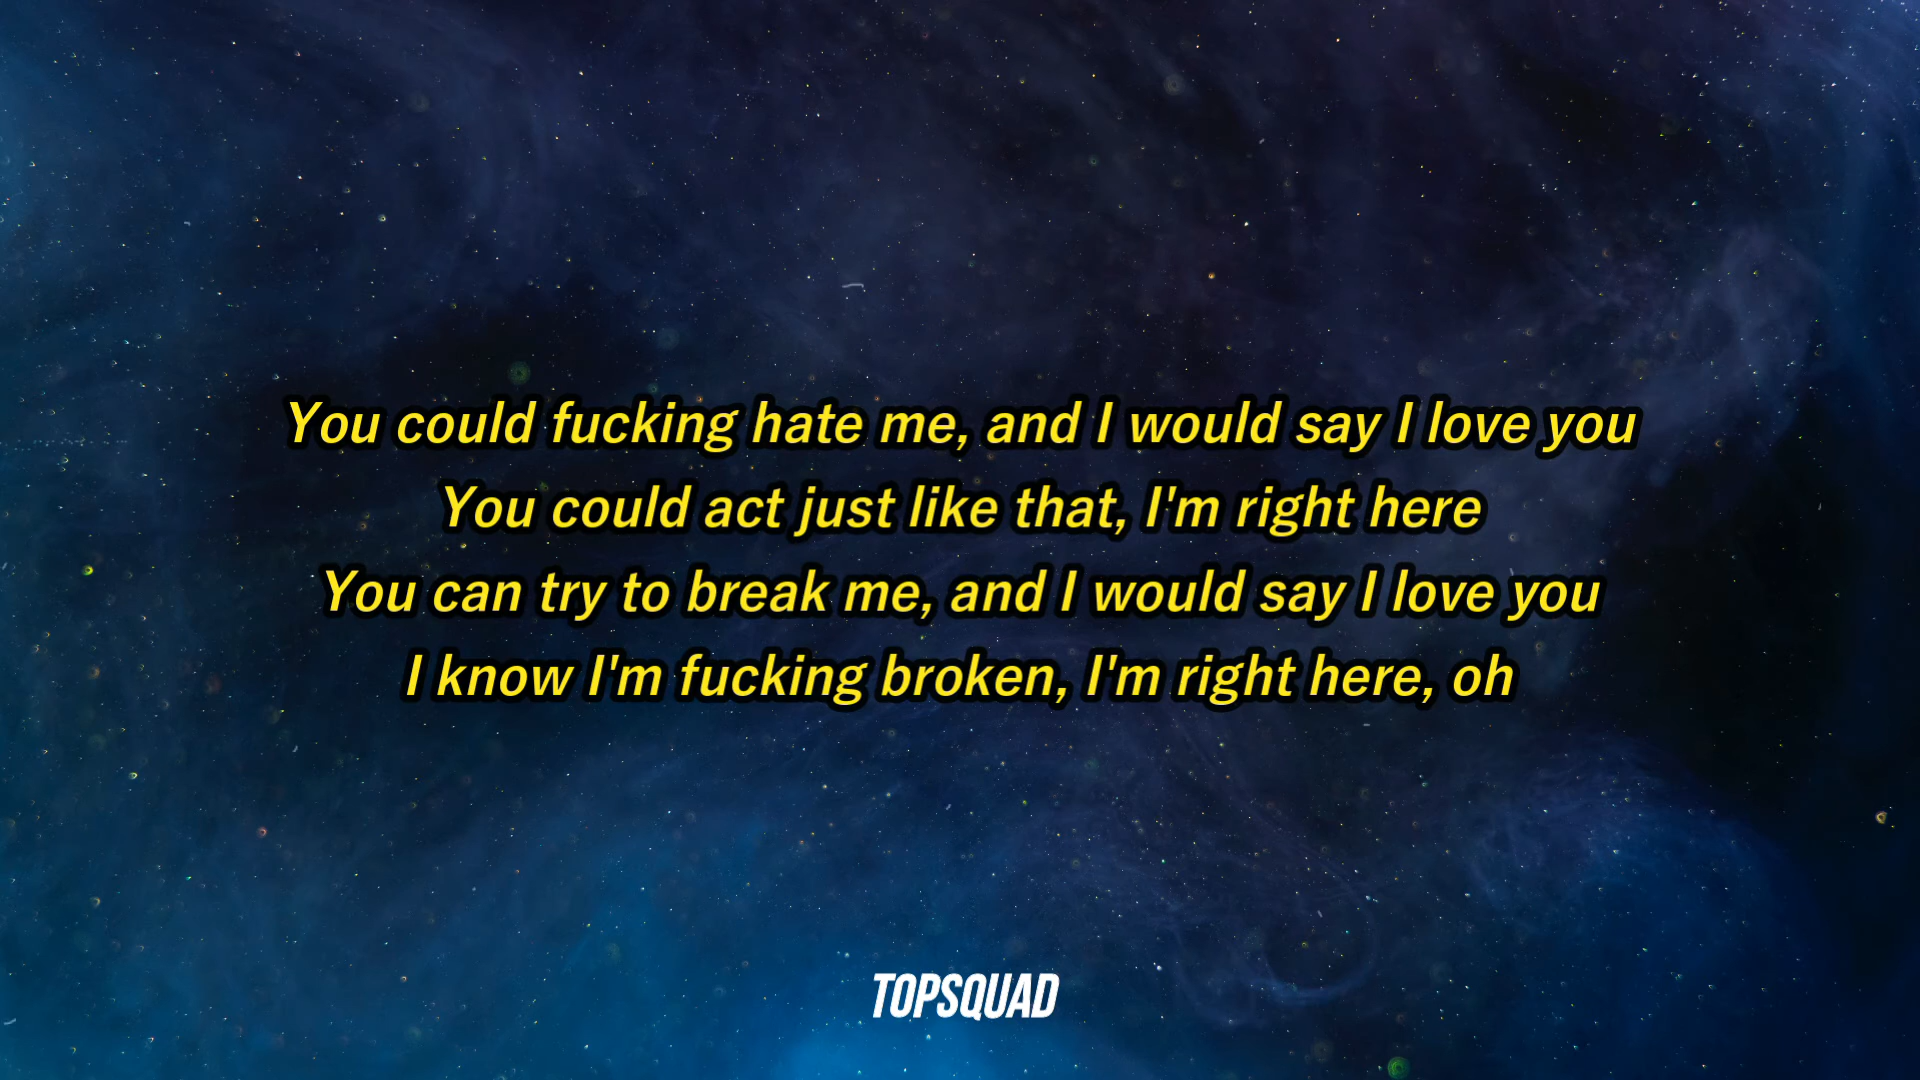 You could fucking hate me, and I would say I love you
You could act just like that, I'm right here
You can try to break me, and I would say I love you
I know I'm fucking broken, I'm right here, oh
TOPSQUAD